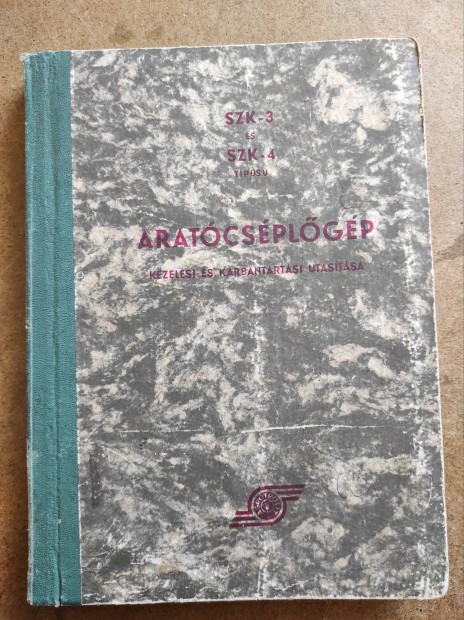 SZK-3
ÉS
SZK-4
TÍPUSÚ
ARATÓCSÉPLŐGÉP
KEZELÉSI ÉS KARBANTARTÁSI UTASÍTÁSA